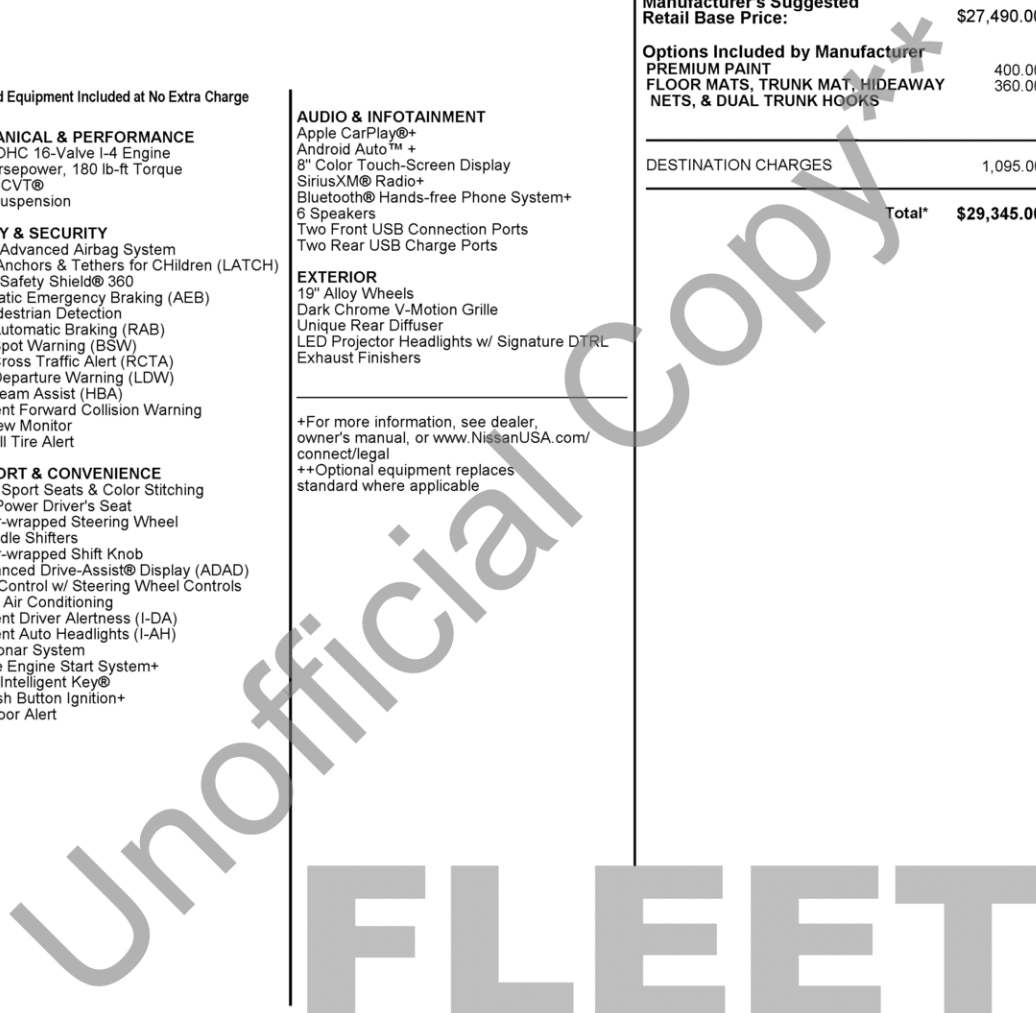 d Equipment Included at No Extra Charge
ANICAL & PERFORMANCE
OHC 16-Valve I-4 Engine
rsepower, 180 lb-ft Torque
CVT®
uspension
Y & SECURITY
Advanced Airbag System
Anchors & Tethers for CHildren (LATCH)
Safety Shield® 360
atic Emergency Braking (AEB)
destrian Detection
utomatic Braking (RAB)
pot Warning (BSW)
ross Traffic Alert (RCTA)
Departure Warning (LDW)
eam Assist (HBA)
ent Forward Collision Warning
ew Monitor
ll Tire Alert
ORT & CONVENIENCE
Sport Seats & Color Stitching
Power Driver's Seat
r-wrapped Steering Wheel
dle Shifters
r-wrapped Shift Knob
anced Drive-Assist® Display (ADAD)
Control w/ Steering Wheel Controls
Air Conditioning
ent Driver Alertness (I-DA)
ent Auto Headlights (I-AH)
onar System
e Engine Start System+
Intelligent Key®
sh Button Ignition+
oor Alert
AUDIO & INFOTAINMENT
Apple CarPlay®+
Android Auto™ +
8" Color Touch-Screen Display
SiriusXM® Radio+
Bluetooth® Hands-free Phone System+
6 Speakers
Two Front USB Connection Ports
Two Rear USB Charge Ports
EXTERIOR
19" Alloy Wheels
Dark Chrome V-Motion Grille
Unique Rear Diffuser
LED Projector Headlights w/ Signature DTRL
Exhaust Finishers
+For more information, see dealer,
owner's manual, or www.NissanUSA.com/
connect/legal
++Optional equipment replaces
standard where applicable
Manufacturer's Suggested
Retail Base Price: $27,490.00
Options Included by Manufacturer
PREMIUM PAINT 400.00
FLOOR MATS, TRUNK MAT, HIDEAWAY 360.00
NETS, & DUAL TRUNK HOOKS
DESTINATION CHARGES 1,095.00
Total* $29,345.00
Unofficial Copy**
FLEET